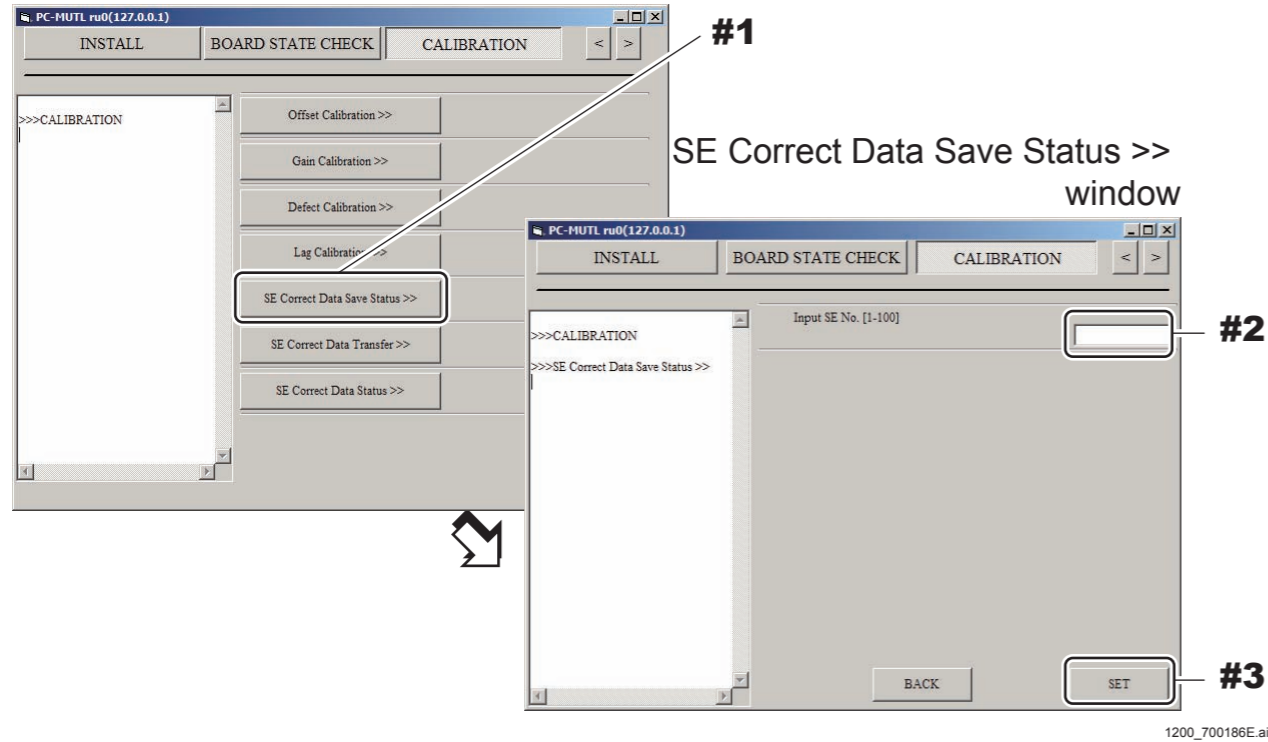 PC-MUTL ru0(127.0.0.1)
INSTALL BOARD STATE CHECK CALIBRATION < >
#1
>>>CALIBRATION
Offset Calibration >>
Gain Calibration >>
Defect Calibration >>
Lag Calibration >>
SE Correct Data Save Status >>
SE Correct Data Transfer >>
SE Correct Data Status >>
SE Correct Data Save Status >>
window
PC-MUTL ru0(127.0.0.1)
INSTALL BOARD STATE CHECK CALIBRATION < >
>>>CALIBRATION
>>>SE Correct Data Save Status >>
Input SE No. [1-100]
#2
BACK SET
#3
1200_700186E.ai